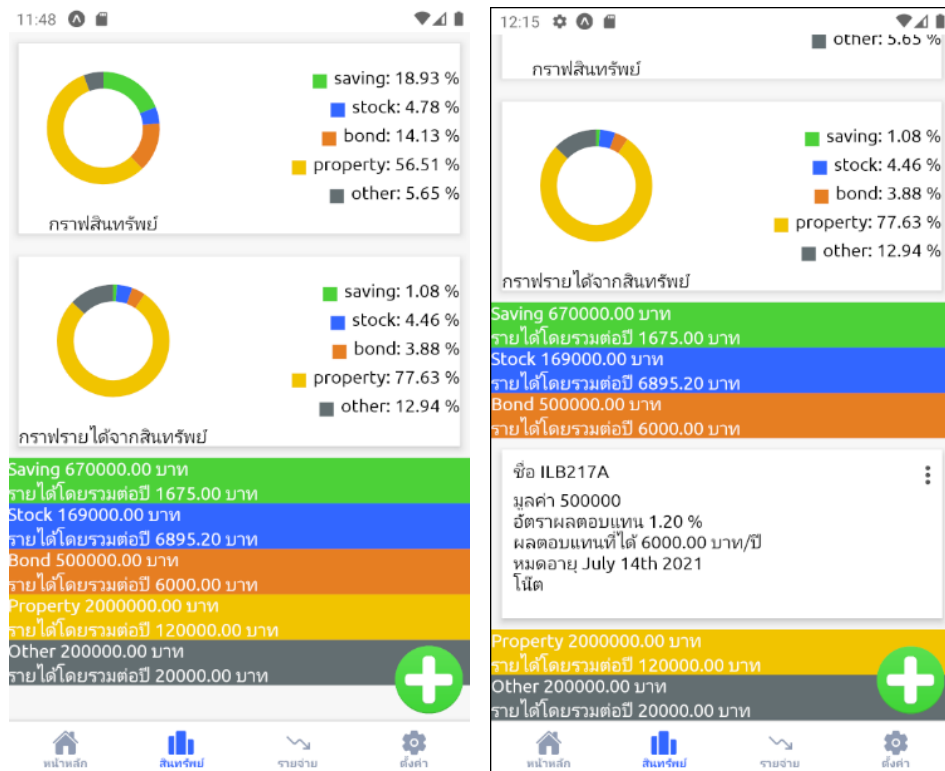 11:48
saving: 18.93 %
stock: 4.78 %
bond: 14.13 %
property: 56.51 %
other: 5.65 %
กราฟสินทรัพย์
saving: 1.08 %
stock: 4.46 %
bond: 3.88 %
property: 77.63 %
other: 12.94 %
กราฟรายได้จากสินทรัพย์
Saving 670000.00 บาท
รายได้โดยรวมต่อปี 1675.00 บาท
Stock 169000.00 บาท
รายได้โดยรวมต่อปี 6895.20 บาท
Bond 500000.00 บาท
รายได้โดยรวมต่อปี 6000.00 บาท
Property 2000000.00 บาท
รายได้โดยรวมต่อปี 120000.00 บาท
Other 200000.00 บาท
รายได้โดยรวมต่อปี 20000.00 บาท
หน้าหลัก สินทรัพย์ รายจ่าย ตั้งค่า
12:15
other: 5.65 %
กราฟสินทรัพย์
saving: 1.08 %
stock: 4.46 %
bond: 3.88 %
property: 77.63 %
other: 12.94 %
กราฟรายได้จากสินทรัพย์
Saving 670000.00 บาท
รายได้โดยรวมต่อปี 1675.00 บาท
Stock 169000.00 บาท
รายได้โดยรวมต่อปี 6895.20 บาท
Bond 500000.00 บาท
รายได้โดยรวมต่อปี 6000.00 บาท
ชื่อ ILB217A
มูลค่า 500000
อัตราผลตอบแทน 1.20 %
ผลตอบแทนที่ได้ 6000.00 บาท/ปี
หมดอายุ July 14th 2021
โน๊ต
Property 2000000.00 บาท
รายได้โดยรวมต่อปี 120000.00 บาท
Other 200000.00 บาท
รายได้โดยรวมต่อปี 20000.00 บาท
หน้าหลัก สินทรัพย์ รายจ่าย ตั้งค่า